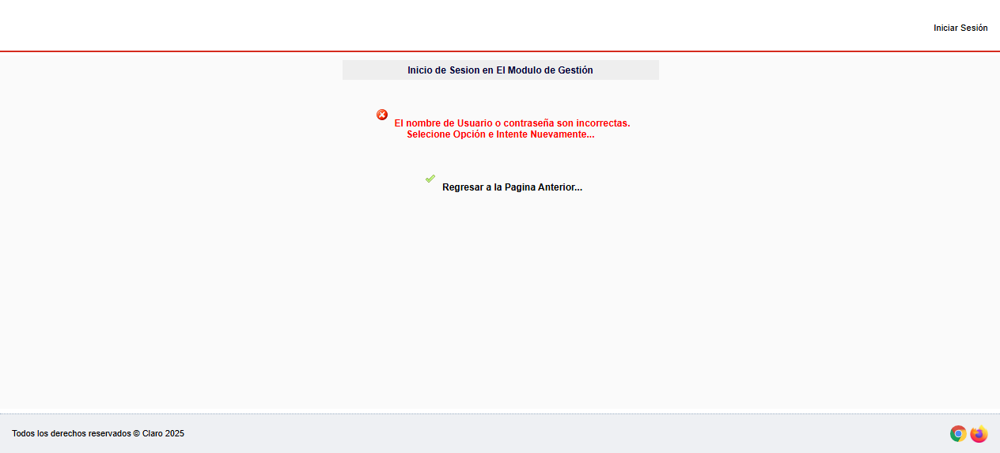 Iniciar Sesión
Inicio de Sesion en El Modulo de Gestión
El nombre de Usuario o contraseña son incorrectas.
Selecione Opción e Intente Nuevamente...
Regresar a la Pagina Anterior...
Todos los derechos reservados © Claro 2025